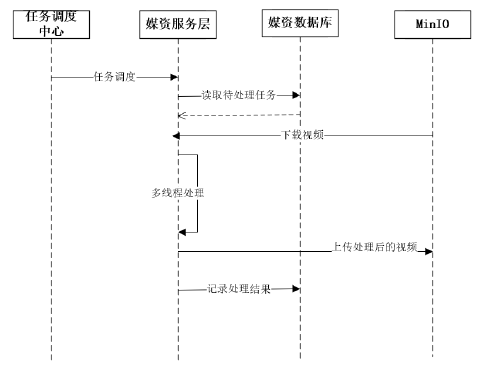 任务调度
中心
媒资服务层
媒资数据库
MinIO
任务调度
读取待处理任务
下载视频
多线程处理
上传处理后的视频
记录处理结果